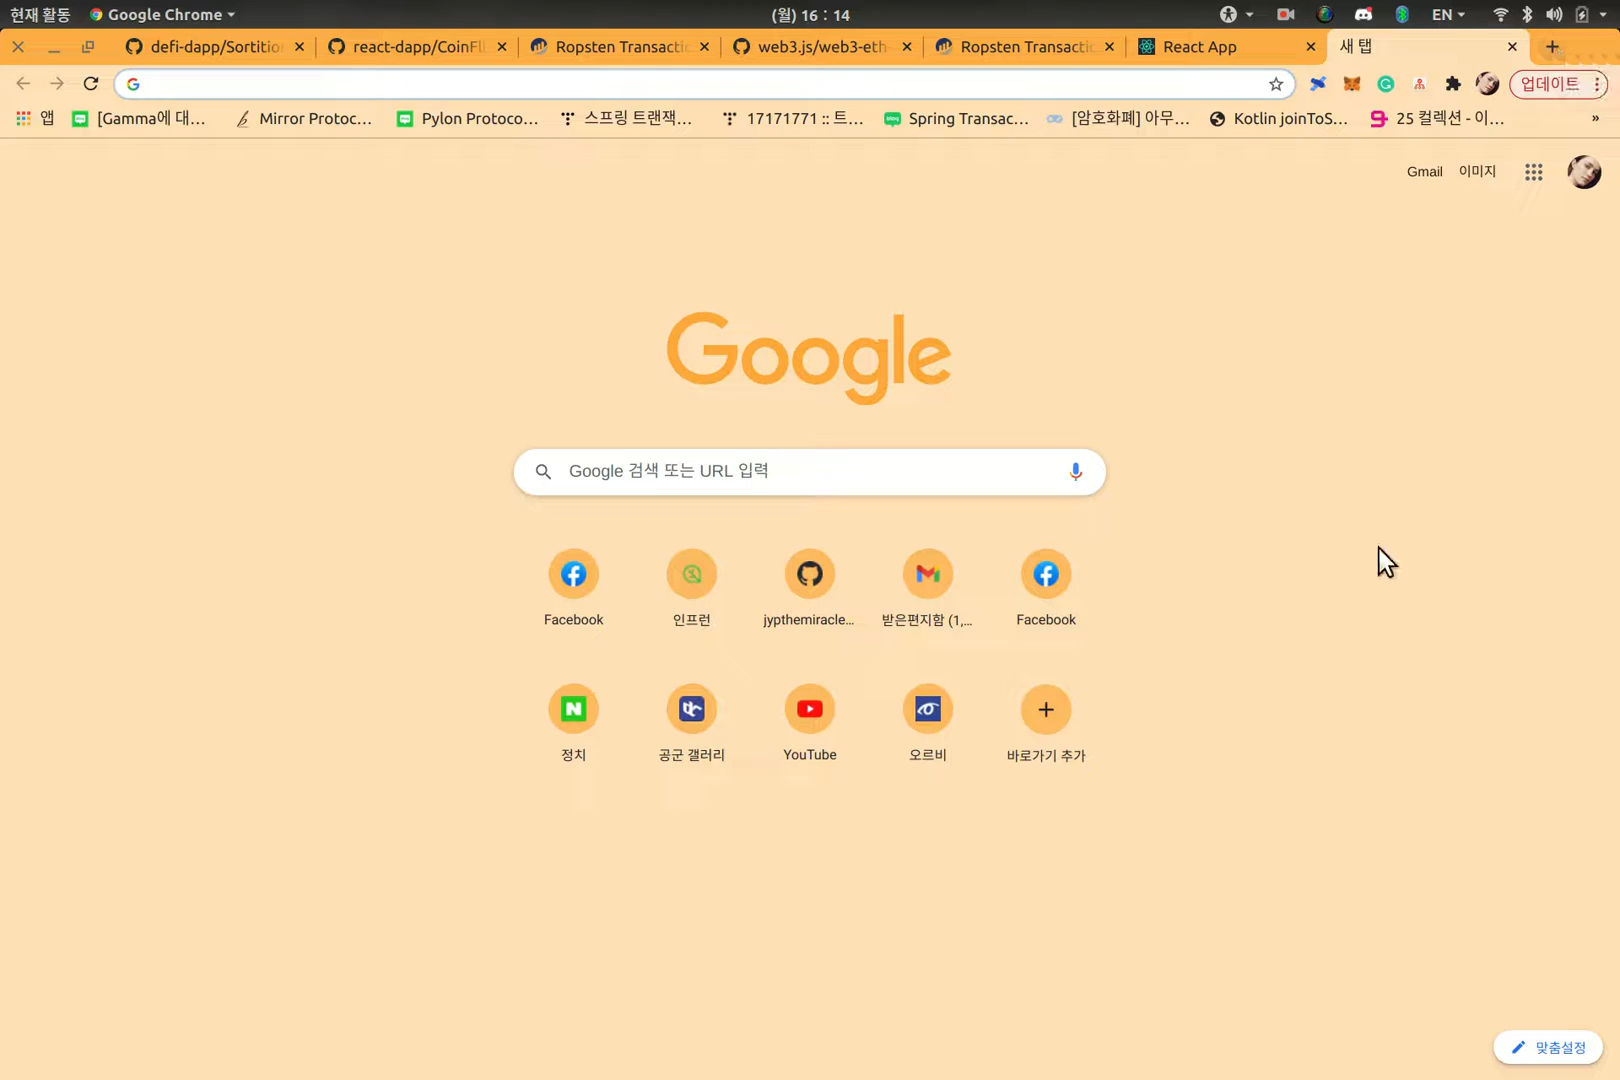 현재 활동 Google Chrome (월) 16 : 14 EN
defi-dapp/Sortitio react-dapp/CoinFl Ropsten Transactic web3.js/web3-eth- Ropsten Transactic React App 새 탭
업데이트
앱 [Gamma에 대... Mirror Protoc... Pylon Protoco... 스프링 트랜잭... 17171771 :: 트... Spring Transac... [암호화폐] 아무... Kotlin joinToS... 25 컬렉션 - 이... »
Gmail 이미지
Google
Google 검색 또는 URL 입력
Facebook 인프런 jypthemiracle... 받은편지함 (1,... Facebook
정치 공군 갤러리 YouTube 오르비 바로가기 추가
맞춤설정